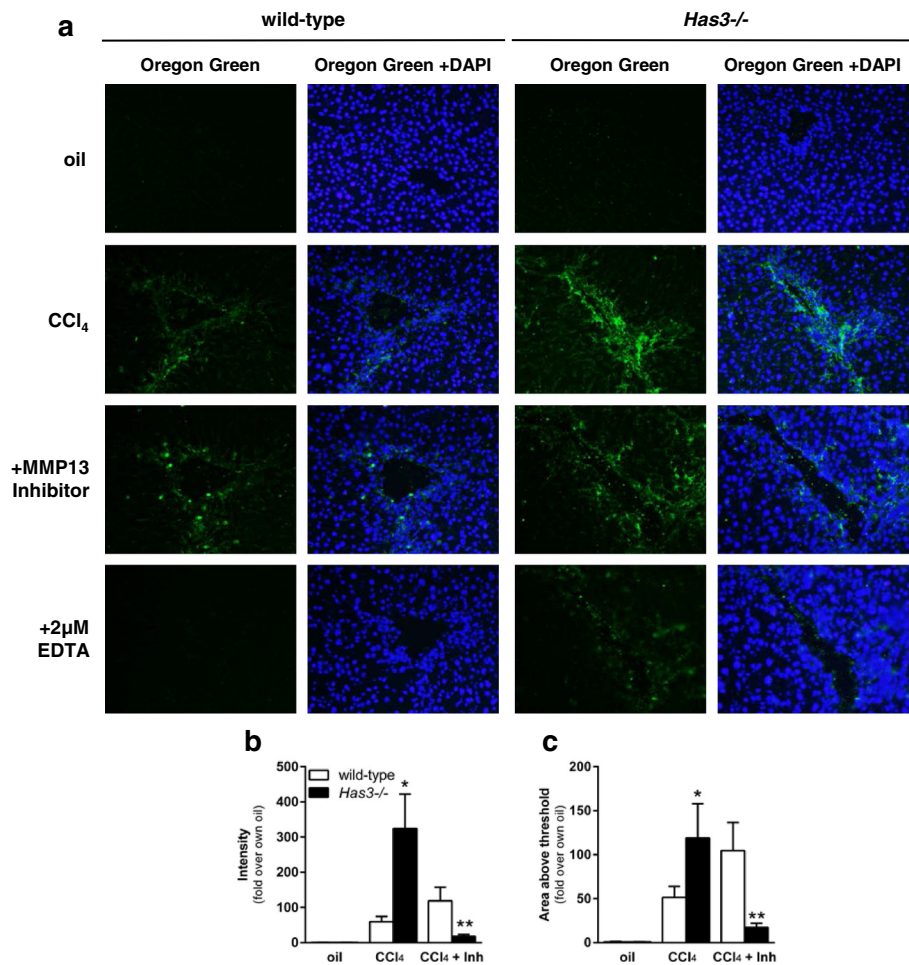 a
wild-type
Has3-/-
Oregon Green
Oregon Green +DAPI
Oregon Green
Oregon Green +DAPI
oil
CCl₄
+MMP13
Inhibitor
+2µM
EDTA
b
Intensity
(fold over own oil)
500
400
300
200
100
0
wild-type
Has3-/-
*
**
oil
CCl₄
CCl₄ + Inh
c
Area above threshold
(fold over own oil)
200
150
100
50
0
*
**
oil
CCl₄
CCl₄ + Inh